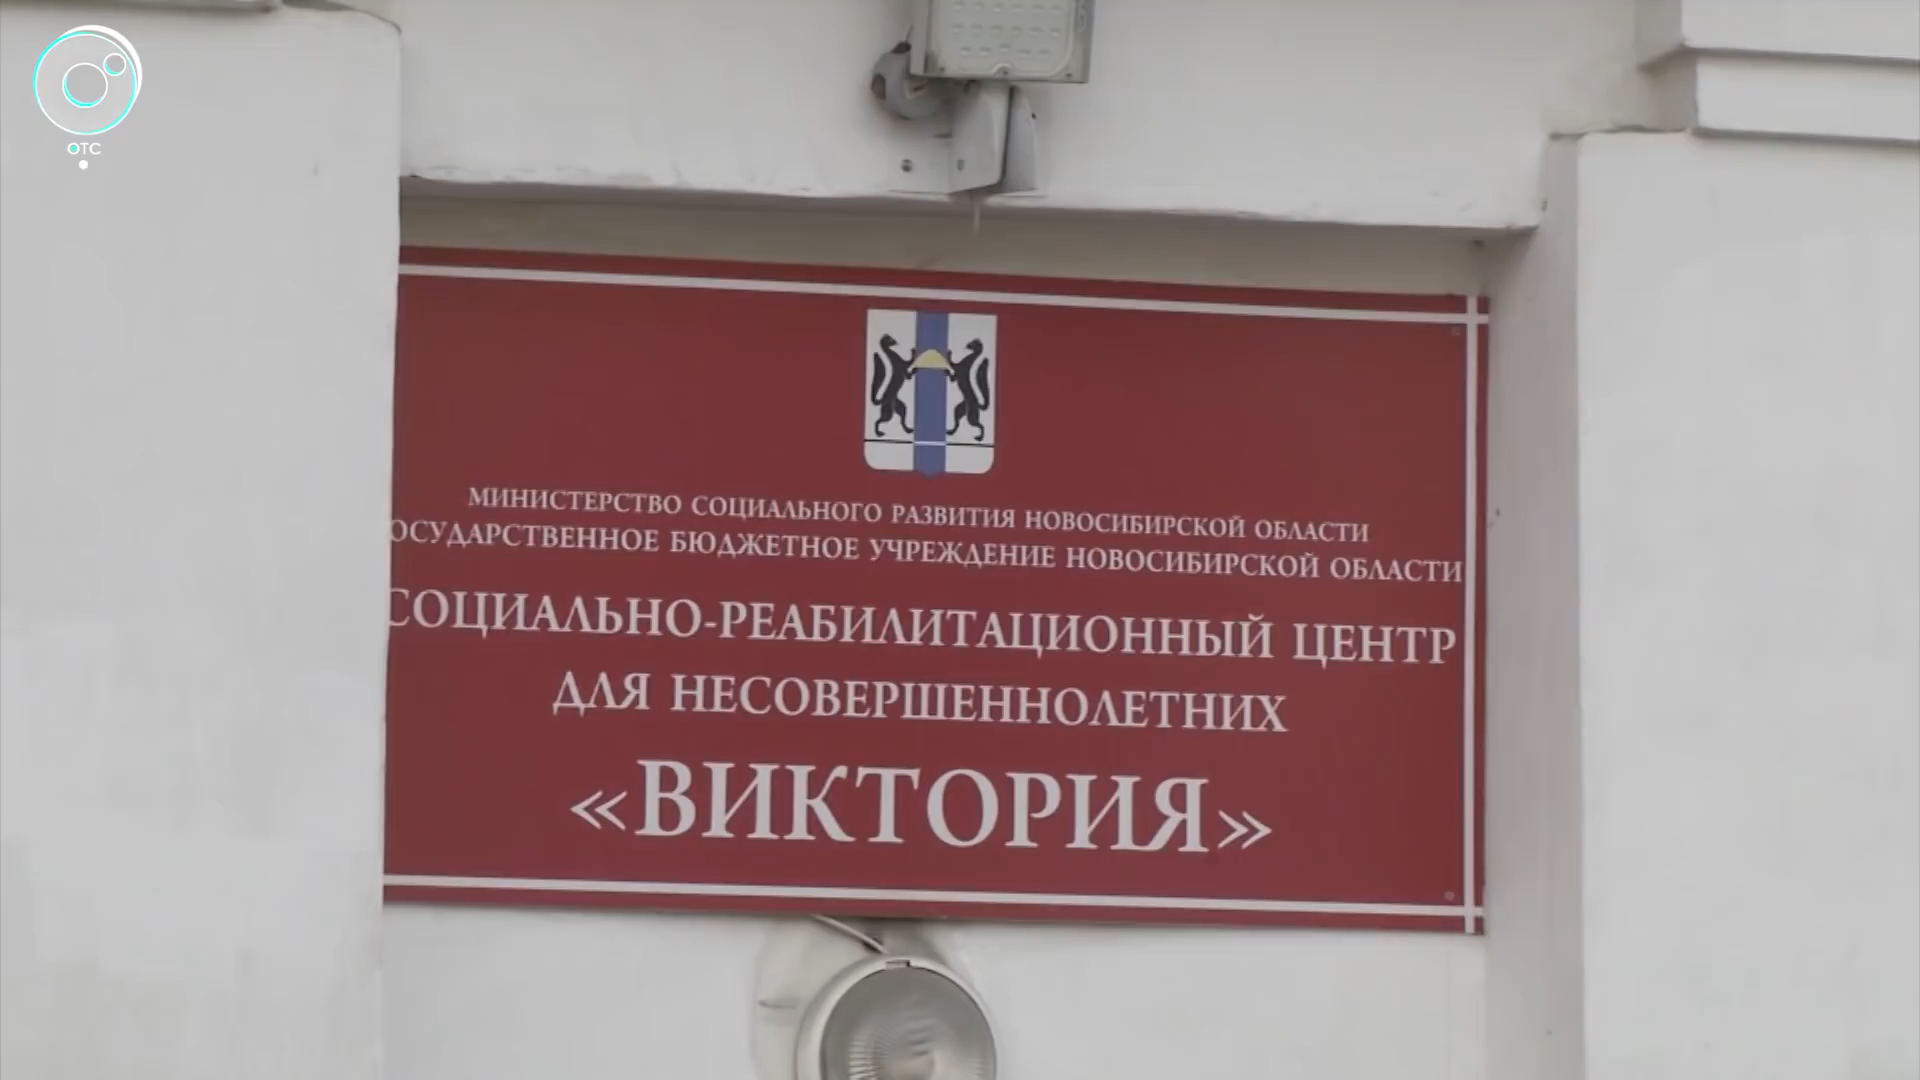 ОТС
МИНИСТЕРСТВО СОЦИАЛЬНОГО РАЗВИТИЯ НОВОСИБИРСКОЙ ОБЛАСТИ
ОСУДАРСТВЕННОЕ БЮДЖЕТНОЕ УЧРЕЖДЕНИЕ НОВОСИБИРСКОЙ ОБЛАСТИ
СОЦИАЛЬНО-РЕАБИЛИТАЦИОННЫЙ ЦЕНТР
ДЛЯ НЕСОВЕРШЕННОЛЕТНИХ
«ВИКТОРИЯ»